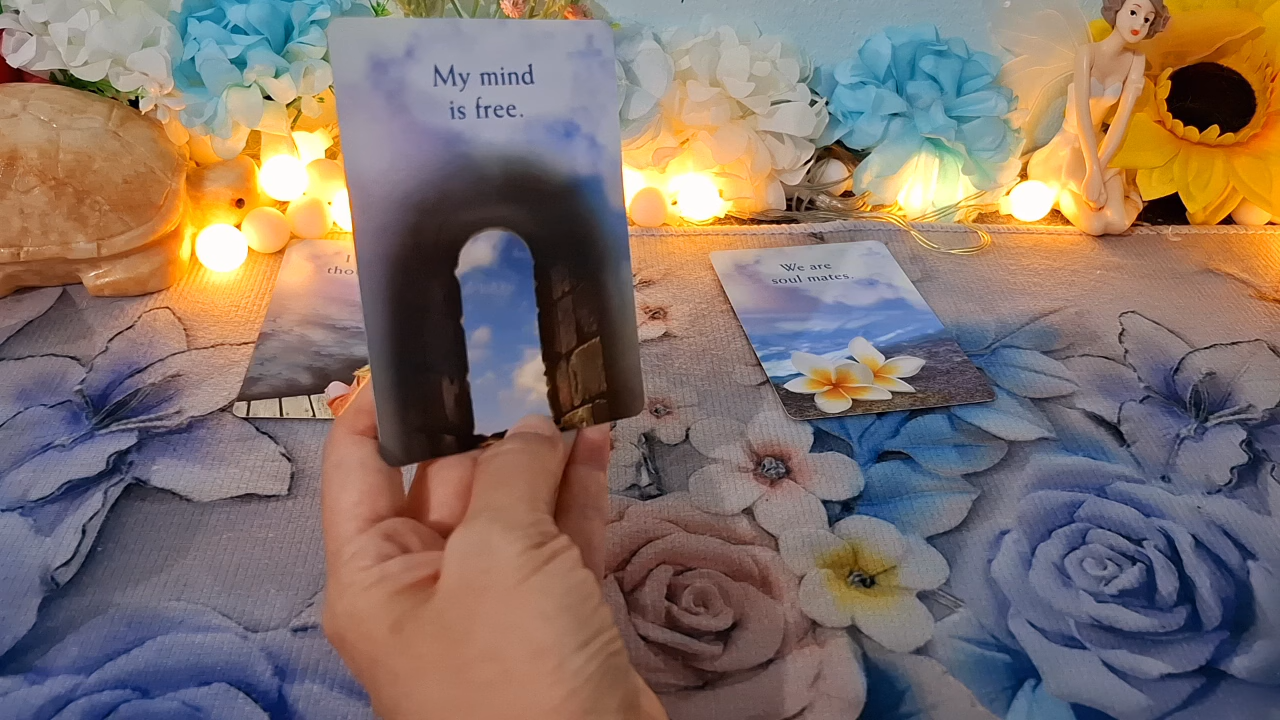 My mind
is free.
I
We are
soul mates.